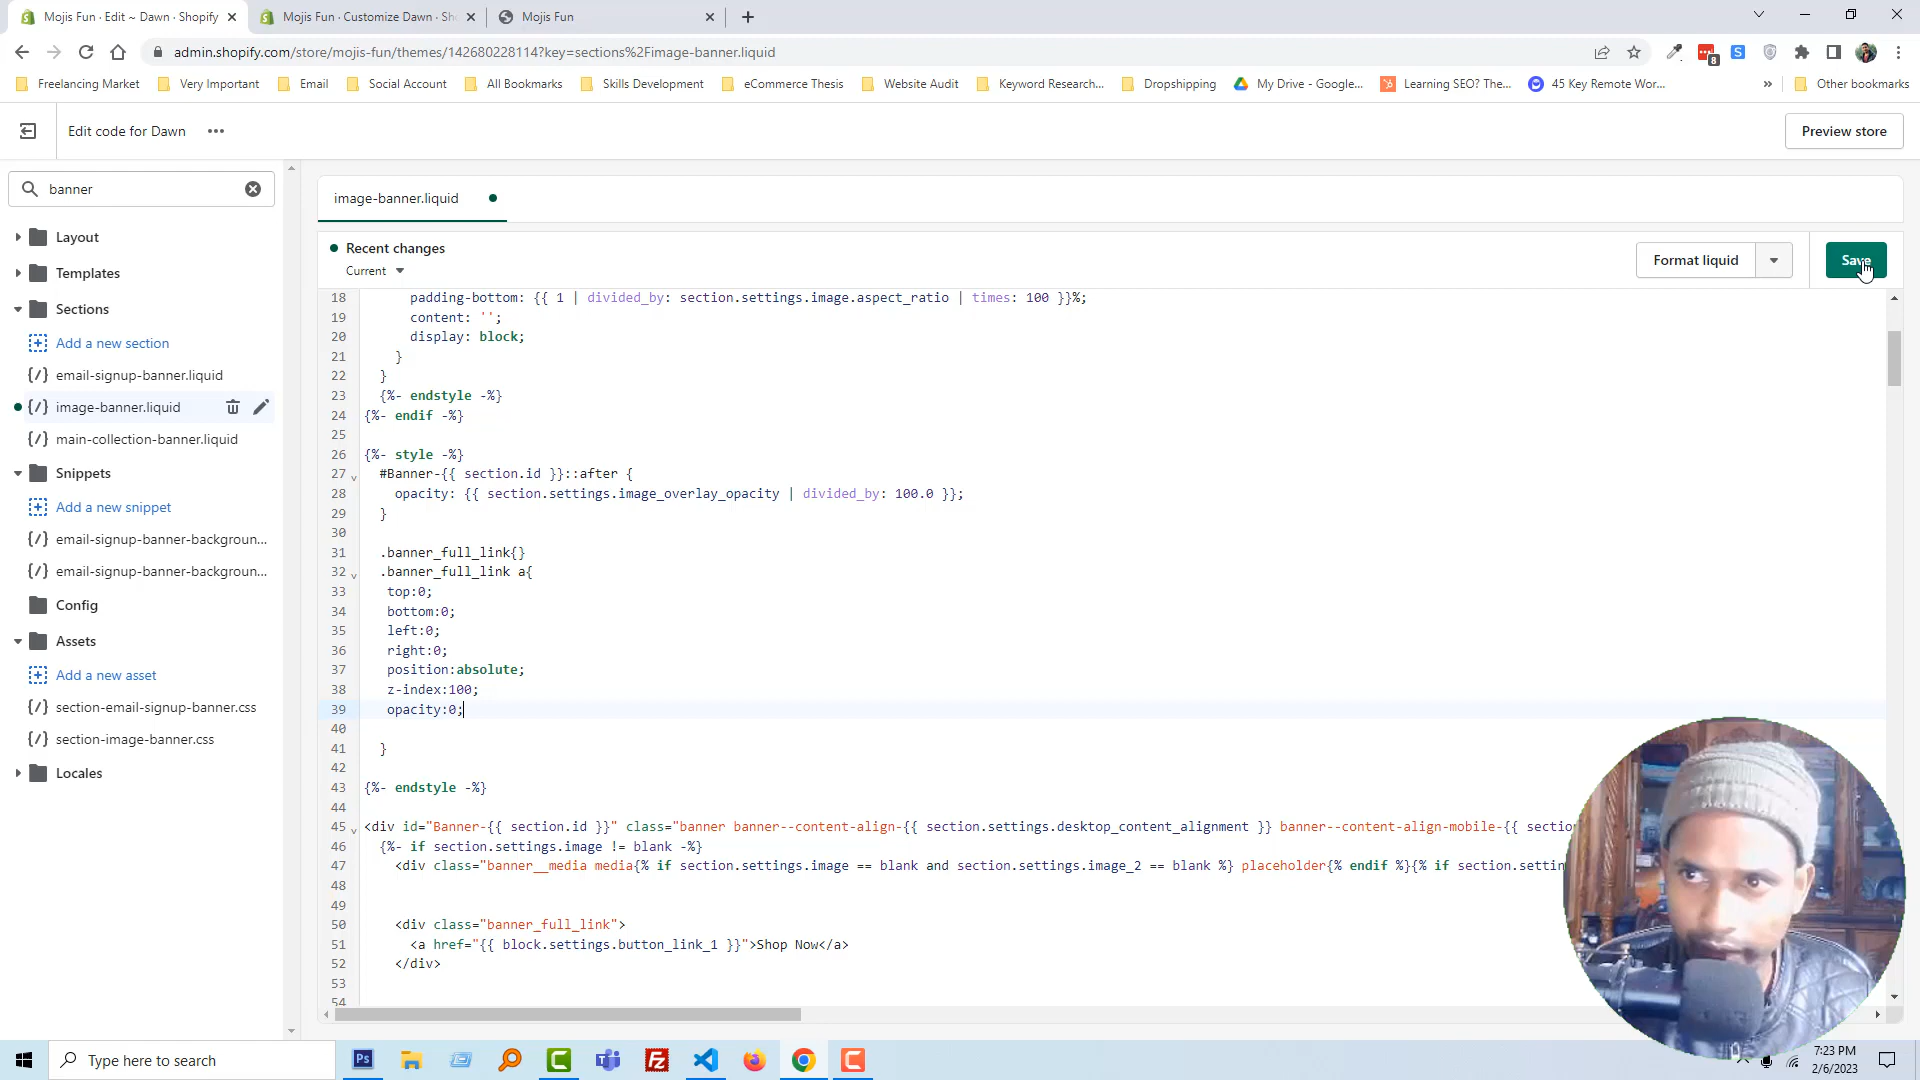 Mojis Fun · Edit ~ Dawn · Shopify
Mojis Fun · Customize Dawn · Sh
Mojis Fun
admin.shopify.com/store/mojis-fun/themes/142680228114?key=sections%2Fimage-banner.liquid
8
Freelancing Market
Very Important
Email
Social Account
All Bookmarks
Skills Development
eCommerce Thesis
Website Audit
Keyword Research...
Dropshipping
My Drive - Google...
Learning SEO? The...
45 Key Remote Wor...
Other bookmarks
Edit code for Dawn
Preview store
banner
Layout
Templates
Sections
Add a new section
email-signup-banner.liquid
image-banner.liquid
main-collection-banner.liquid
Snippets
Add a new snippet
email-signup-banner-backgroun...
email-signup-banner-backgroun...
Config
Assets
Add a new asset
section-email-signup-banner.css
section-image-banner.css
Locales
image-banner.liquid
Recent changes
Current
Format liquid
Save
18 padding-bottom: {{ 1 | divided_by: section.settings.image.aspect_ratio | times: 100 }}%;
19 content: '';
20 display: block;
21 }
22 }
23 {%- endstyle -%}
24 {%- endif -%}
25
26 {%- style -%}
27 #Banner-{{ section.id }}::after {
28 opacity: {{ section.settings.image_overlay_opacity | divided_by: 100.0 }};
29 }
30
31 .banner_full_link{}
32 .banner_full_link a{
33 top:0;
34 bottom:0;
35 left:0;
36 right:0;
37 position:absolute;
38 z-index:100;
39 opacity:0;
40
41 }
42
43 {%- endstyle -%}
44
45 <div id="Banner-{{ section.id }}" class="banner banner--content-align-{{ section.settings.desktop_content_alignment }} banner--content-align-mobile-{{ sectio
46 {%- if section.settings.image != blank -%}
47 <div class="banner__media media{% if section.settings.image == blank and section.settings.image_2 == blank %} placeholder{% endif %}{% if section.settin
48
49
50 <div class="banner_full_link">
51 <a href="{{ block.settings.button_link_1 }}">Shop Now</a>
52 </div>
53
54
Type here to search
Ps
7:23 PM
2/6/2023